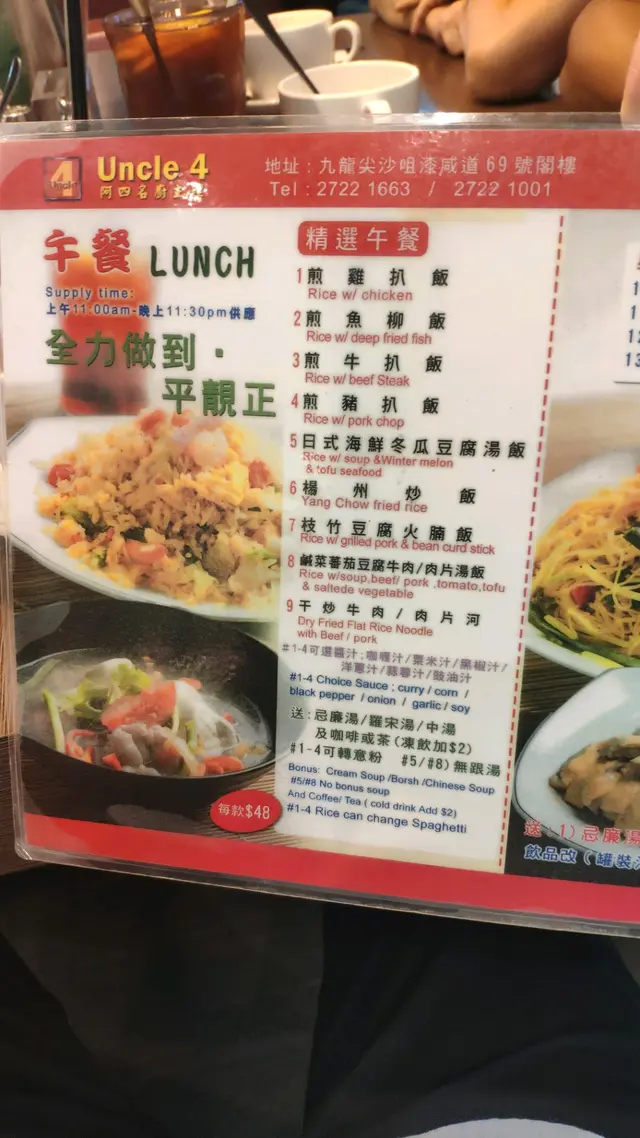 4
Uncle 4
阿四名廚
地址：九龍尖沙咀漆咸道 69 號閣樓
Tel : 2722 1663 / 2722 1001
午餐 LUNCH
Supply time:
上午11:00am-晚上11:30pm供應
全力做到·
平靚正
精選午餐
1 煎雞扒飯
Rice w/ chicken
2 煎魚柳飯
Rice w/ deep fried fish
3 煎牛扒飯
Rice w/ beef Steak
4 煎豬扒飯
Rice w/ pork chop
5 日式海鮮冬瓜豆腐湯飯
Rice w/ soup &Winter melon
& tofu seafood
6 楊州炒飯
Yang Chow fried rice
7 枝竹豆腐火腩飯
Rice w/ grilled pork & bean curd stick
8 鹹菜蕃茄豆腐牛肉/肉片湯飯
Rice w/soup,beef/ pork ,tomato,tofu
& saltede vegetable
9 干炒牛肉/肉片河
Dry Fried Flat Rice Noodle
with Beef / pork
#1-4可選醬汁:咖喱汁/粟米汁/黑椒汁/
洋蔥汁/蒜蓉汁/豉油汁
#1-4 Choice Sauce ; curry / corn /
black pepper / onion / garlic / soy
送:忌廉湯/羅宋湯/中湯
及咖啡或茶(凍飲加$2)
#1-4可轉意粉 #5/#8)無跟湯
Bonus: Cream Soup /Borsh /Chinese Soup
#5/#8 No bonus soup
And Coffee/ Tea ( cold drink Add $2)
#1-4 Rice can change Spaghetti
每款$48
送:1)忌廉湯
飲品改(罐裝